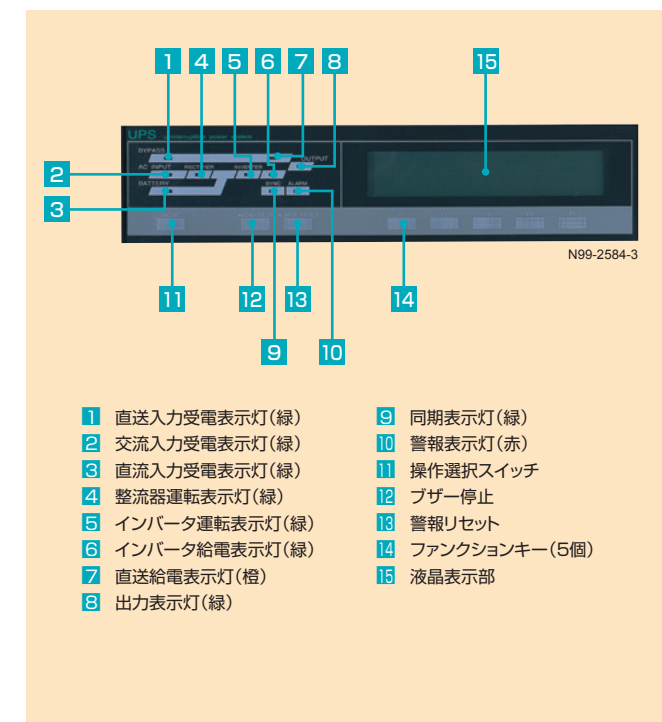 1 4 5 6 7 8 15
UPS uninterruptible power system
BYPASS
OUTPUT
AC INPUT RECTIFIER INVERTER
2
BATTERY SYNC ALARM
3
N99-2584-3
11 12 13 14
9 10
1 直送入力受電表示灯(緑)
2 交流入力受電表示灯(緑)
3 直流入力受電表示灯(緑)
4 整流器運転表示灯(緑)
5 インバータ運転表示灯(緑)
6 インバータ給電表示灯(緑)
7 直送給電表示灯(橙)
8 出力表示灯(緑)
9 同期表示灯(緑)
10 警報表示灯(赤)
11 操作選択スイッチ
12 ブザー停止
13 警報リセット
14 ファンクションキー(5個)
15 液晶表示部